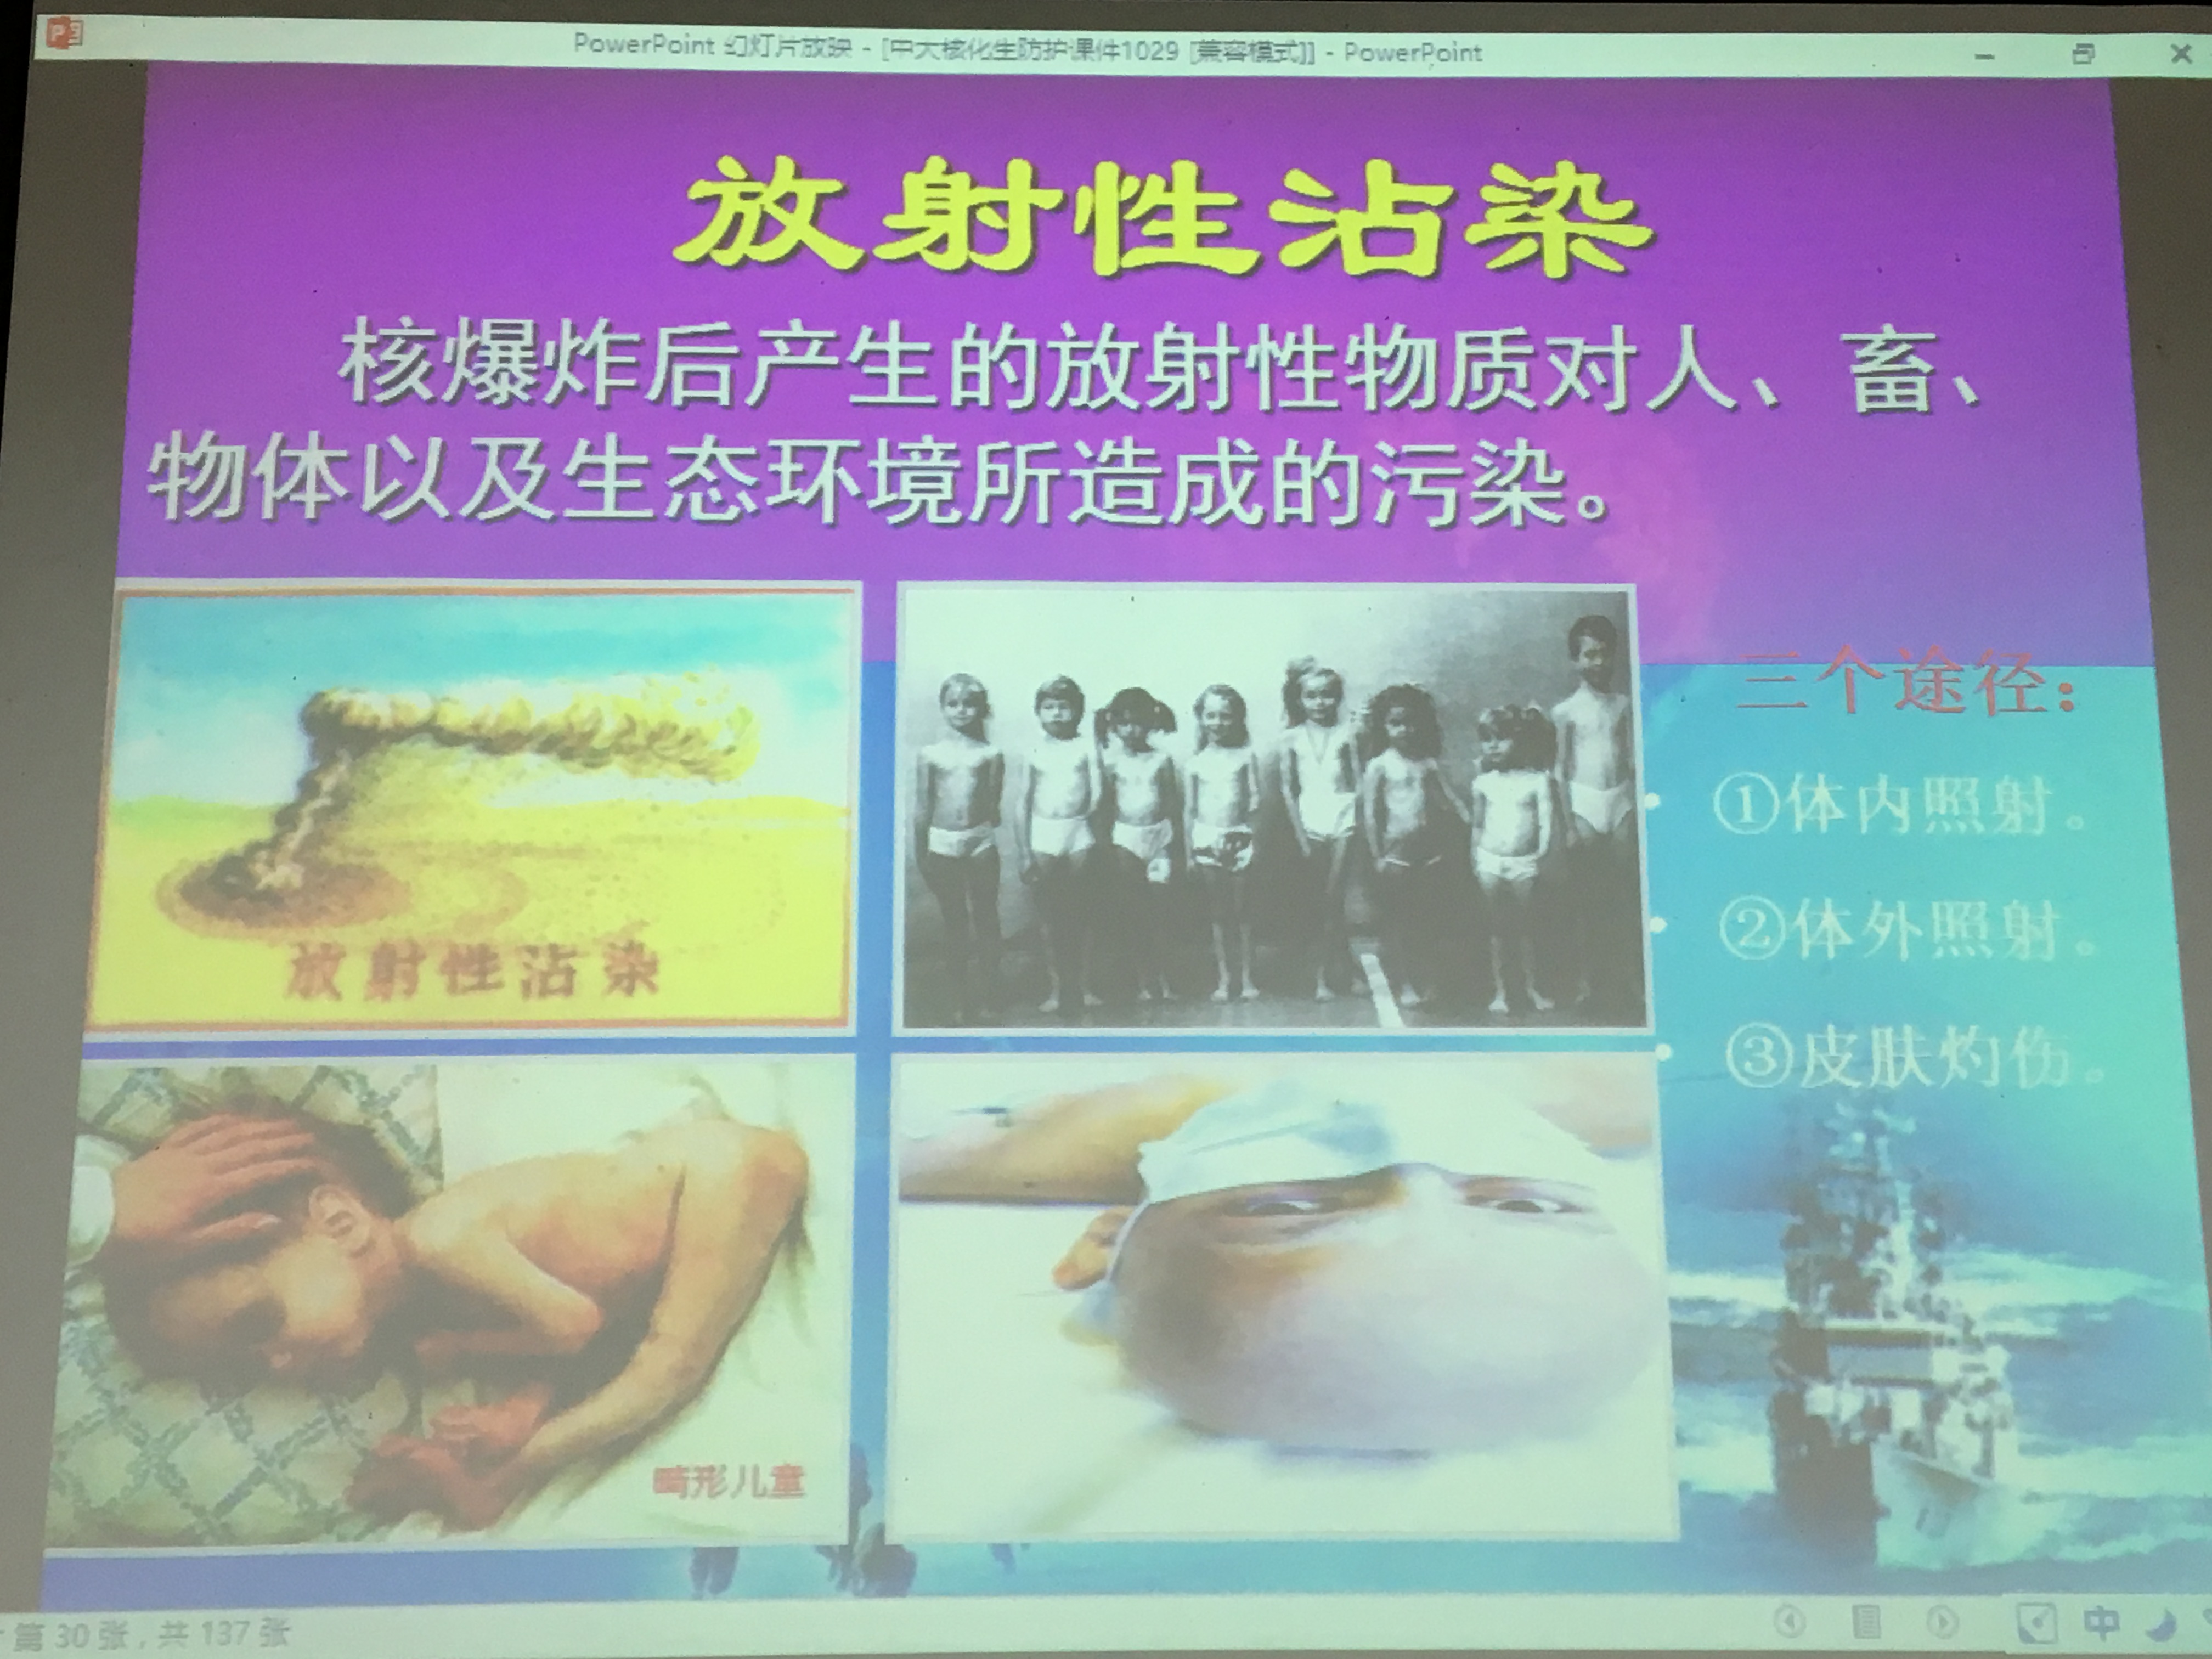 PowerPoint 幻灯片放映 - [中大核化生防护课件1029 [兼容模式]] - PowerPoint
放射性沾染
核爆炸后产生的放射性物质对人、畜、
物体以及生态环境所造成的污染。
放射性沾染
三个途径：
①体内照射。
②体外照射。
③皮肤灼伤。
畸形儿童
第 30 张，共 137 张
中